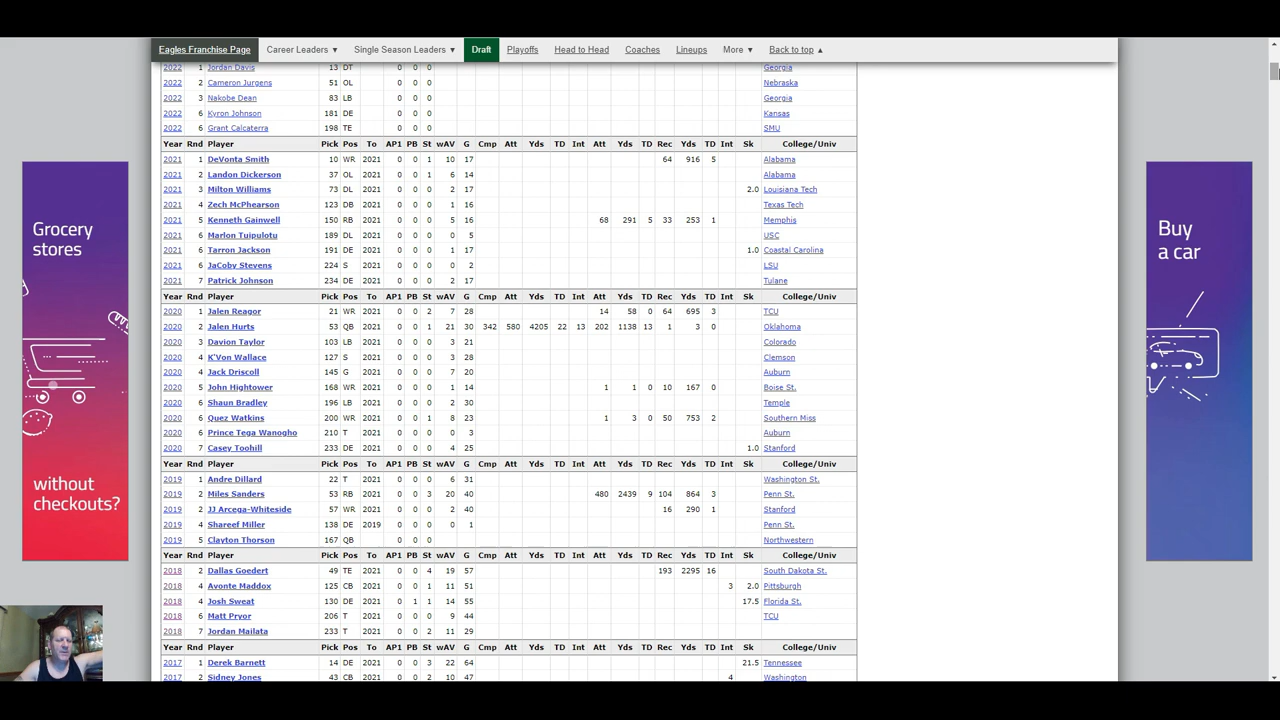 Eagles Franchise Page Career Leaders ▼ Single Season Leaders ▼ Draft Playoffs Head to Head Coaches Lineups More ▼ Back to top ▲
2022 1 Jordan Davis 13 DT 0 0 0 Georgia
2022 2 Cameron Jurgens 51 OL 0 0 0 Nebraska
2022 3 Nakobe Dean 83 LB 0 0 0 Georgia
2022 6 Kyron Johnson 181 DE 0 0 0 Kansas
2022 6 Grant Calcaterra 198 TE 0 0 0 SMU
Year Rnd Player Pick Pos To AP1 PB St wAV G Cmp Att Yds TD Int Att Yds TD Rec Yds TD Int Sk College/Univ
2021 1 DeVonta Smith 10 WR 2021 0 0 1 10 17 64 916 5 Alabama
2021 2 Landon Dickerson 37 OL 2021 0 0 1 6 14 Alabama
2021 3 Milton Williams 73 DL 2021 0 0 0 2 17 2.0 Louisiana Tech
2021 4 Zech McPhearson 123 DB 2021 0 0 0 1 16 Texas Tech
2021 5 Kenneth Gainwell 150 RB 2021 0 0 0 5 16 68 291 5 33 253 1 Memphis
2021 6 Marlon Tuipulotu 189 DL 2021 0 0 0 0 5 USC
2021 6 Tarron Jackson 191 DE 2021 0 0 0 1 17 1.0 Coastal Carolina
2021 6 JaCoby Stevens 224 S 2021 0 0 0 0 2 LSU
2021 7 Patrick Johnson 234 DE 2021 0 0 0 2 17 Tulane
Year Rnd Player Pick Pos To AP1 PB St wAV G Cmp Att Yds TD Int Att Yds TD Rec Yds TD Int Sk College/Univ
2020 1 Jalen Reagor 21 WR 2021 0 0 2 7 28 14 58 0 64 695 3 TCU
2020 2 Jalen Hurts 53 QB 2021 0 0 1 21 30 342 580 4205 22 13 202 1138 13 1 3 0 Oklahoma
2020 3 Davion Taylor 103 LB 2021 0 0 0 3 21 Colorado
2020 4 K'Von Wallace 127 S 2021 0 0 0 3 28 Clemson
2020 4 Jack Driscoll 145 G 2021 0 0 0 7 20 Auburn
2020 5 John Hightower 168 WR 2021 0 0 0 1 14 1 1 0 10 167 0 Boise St.
2020 6 Shaun Bradley 196 LB 2021 0 0 0 2 30 Temple
2020 6 Quez Watkins 200 WR 2021 0 0 1 8 23 1 3 0 50 753 2 Southern Miss
2020 6 Prince Tega Wanogho 210 T 2021 0 0 0 0 3 Auburn
2020 7 Casey Toohill 233 DE 2021 0 0 0 4 25 1.0 Stanford
Year Rnd Player Pick Pos To AP1 PB St wAV G Cmp Att Yds TD Int Att Yds TD Rec Yds TD Int Sk College/Univ
2019 1 Andre Dillard 22 T 2021 0 0 0 6 31 Washington St.
2019 2 Miles Sanders 53 RB 2021 0 0 3 20 40 480 2439 9 104 864 3 Penn St.
2019 2 JJ Arcega-Whiteside 57 WR 2021 0 0 0 2 40 16 290 1 Stanford
2019 4 Shareef Miller 138 DE 2019 0 0 0 0 1 Penn St.
2019 5 Clayton Thorson 167 QB 0 0 0 Northwestern
Year Rnd Player Pick Pos To AP1 PB St wAV G Cmp Att Yds TD Int Att Yds TD Rec Yds TD Int Sk College/Univ
2018 2 Dallas Goedert 49 TE 2021 0 0 4 19 57 193 2295 16 South Dakota St.
2018 4 Avonte Maddox 125 CB 2021 0 0 1 11 51 3 2.0 Pittsburgh
2018 4 Josh Sweat 130 DE 2021 0 1 1 14 55 17.5 Florida St.
2018 6 Matt Pryor 206 T 2021 0 0 0 9 44 TCU
2018 7 Jordan Mailata 233 T 2021 0 0 2 11 29
Year Rnd Player Pick Pos To AP1 PB St wAV G Cmp Att Yds TD Int Att Yds TD Rec Yds TD Int Sk College/Univ
2017 1 Derek Barnett 14 DE 2021 0 0 3 22 64 21.5 Tennessee
2017 2 Sidney Jones 43 CB 2021 0 0 2 10 47 4 Washington
Grocery
stores
without
checkouts?
Buy
a car